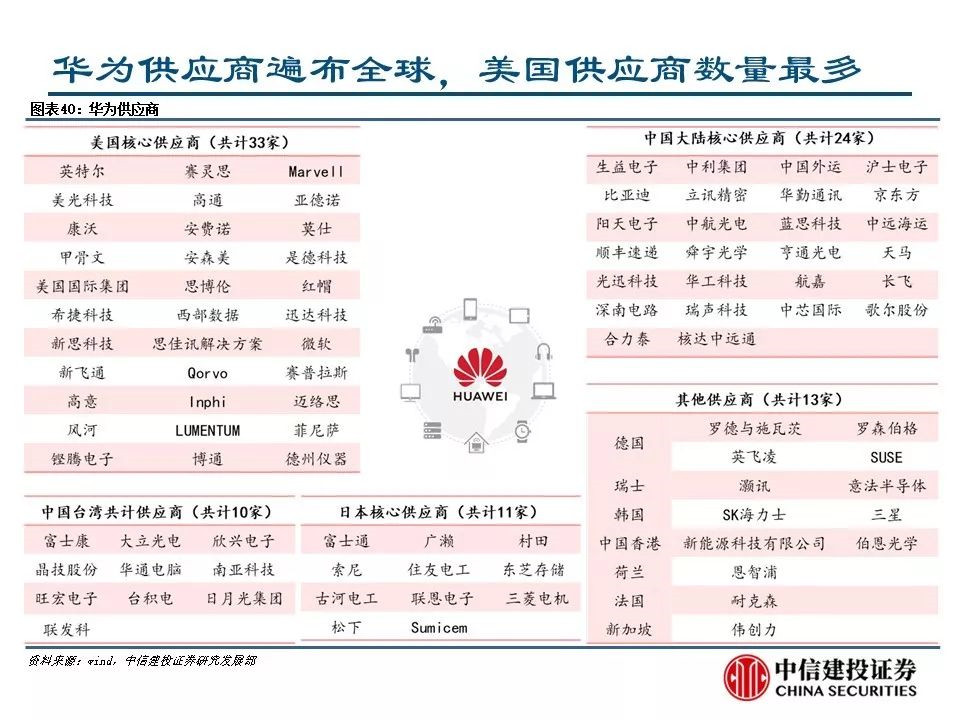 华为供应商遍布全球，美国供应商数量最多
图表40：华为供应商
美国核心供应商（共计33家）
英特尔 赛灵思 Marvell
美光科技 高通 亚德诺
康沃 安费诺 莫仕
甲骨文 安森美 是德科技
美国国际集团 思博伦 红帽
希捷科技 西部数据 迅达科技
新思科技 思佳讯解决方案 微软
新飞通 Qorvo 赛普拉斯
高意 Inphi 迈络思
风河 LUMENTUM 菲尼萨
铿腾电子 博通 德州仪器
HUAWEI
中国大陆核心供应商（共计24家）
生益电子 中利集团 中国外运 沪士电子
比亚迪 立讯精密 华勤通讯 京东方
阳天电子 中航光电 蓝思科技 中远海运
顺丰速递 舜宇光学 亨通光电 天马
光迅科技 华工科技 航嘉 长飞
深南电路 瑞声科技 中芯国际 歌尔股份
合力泰 核达中远通
其他供应商（共计13家）
德国 罗德与施瓦茨 罗森伯格
英飞凌 SUSE
瑞士 灏讯 意法半导体
韩国 SK海力士 三星
中国香港 新能源科技有限公司 伯恩光学
荷兰 恩智浦
法国 耐克森
新加坡 伟创力
中国台湾共计供应商（共计10家）
富士康 大立光电 欣兴电子
晶技股份 华通电脑 南亚科技
旺宏电子 台积电 日月光集团
联发科
日本核心供应商（共计11家）
富士通 广濑 村田
索尼 住友电工 东芝存储
古河电工 联恩电子 三菱电机
松下 Sumicem
资料来源：wind，中信建投证券研究发展部
中信建投证券
CHINA SECURITIES